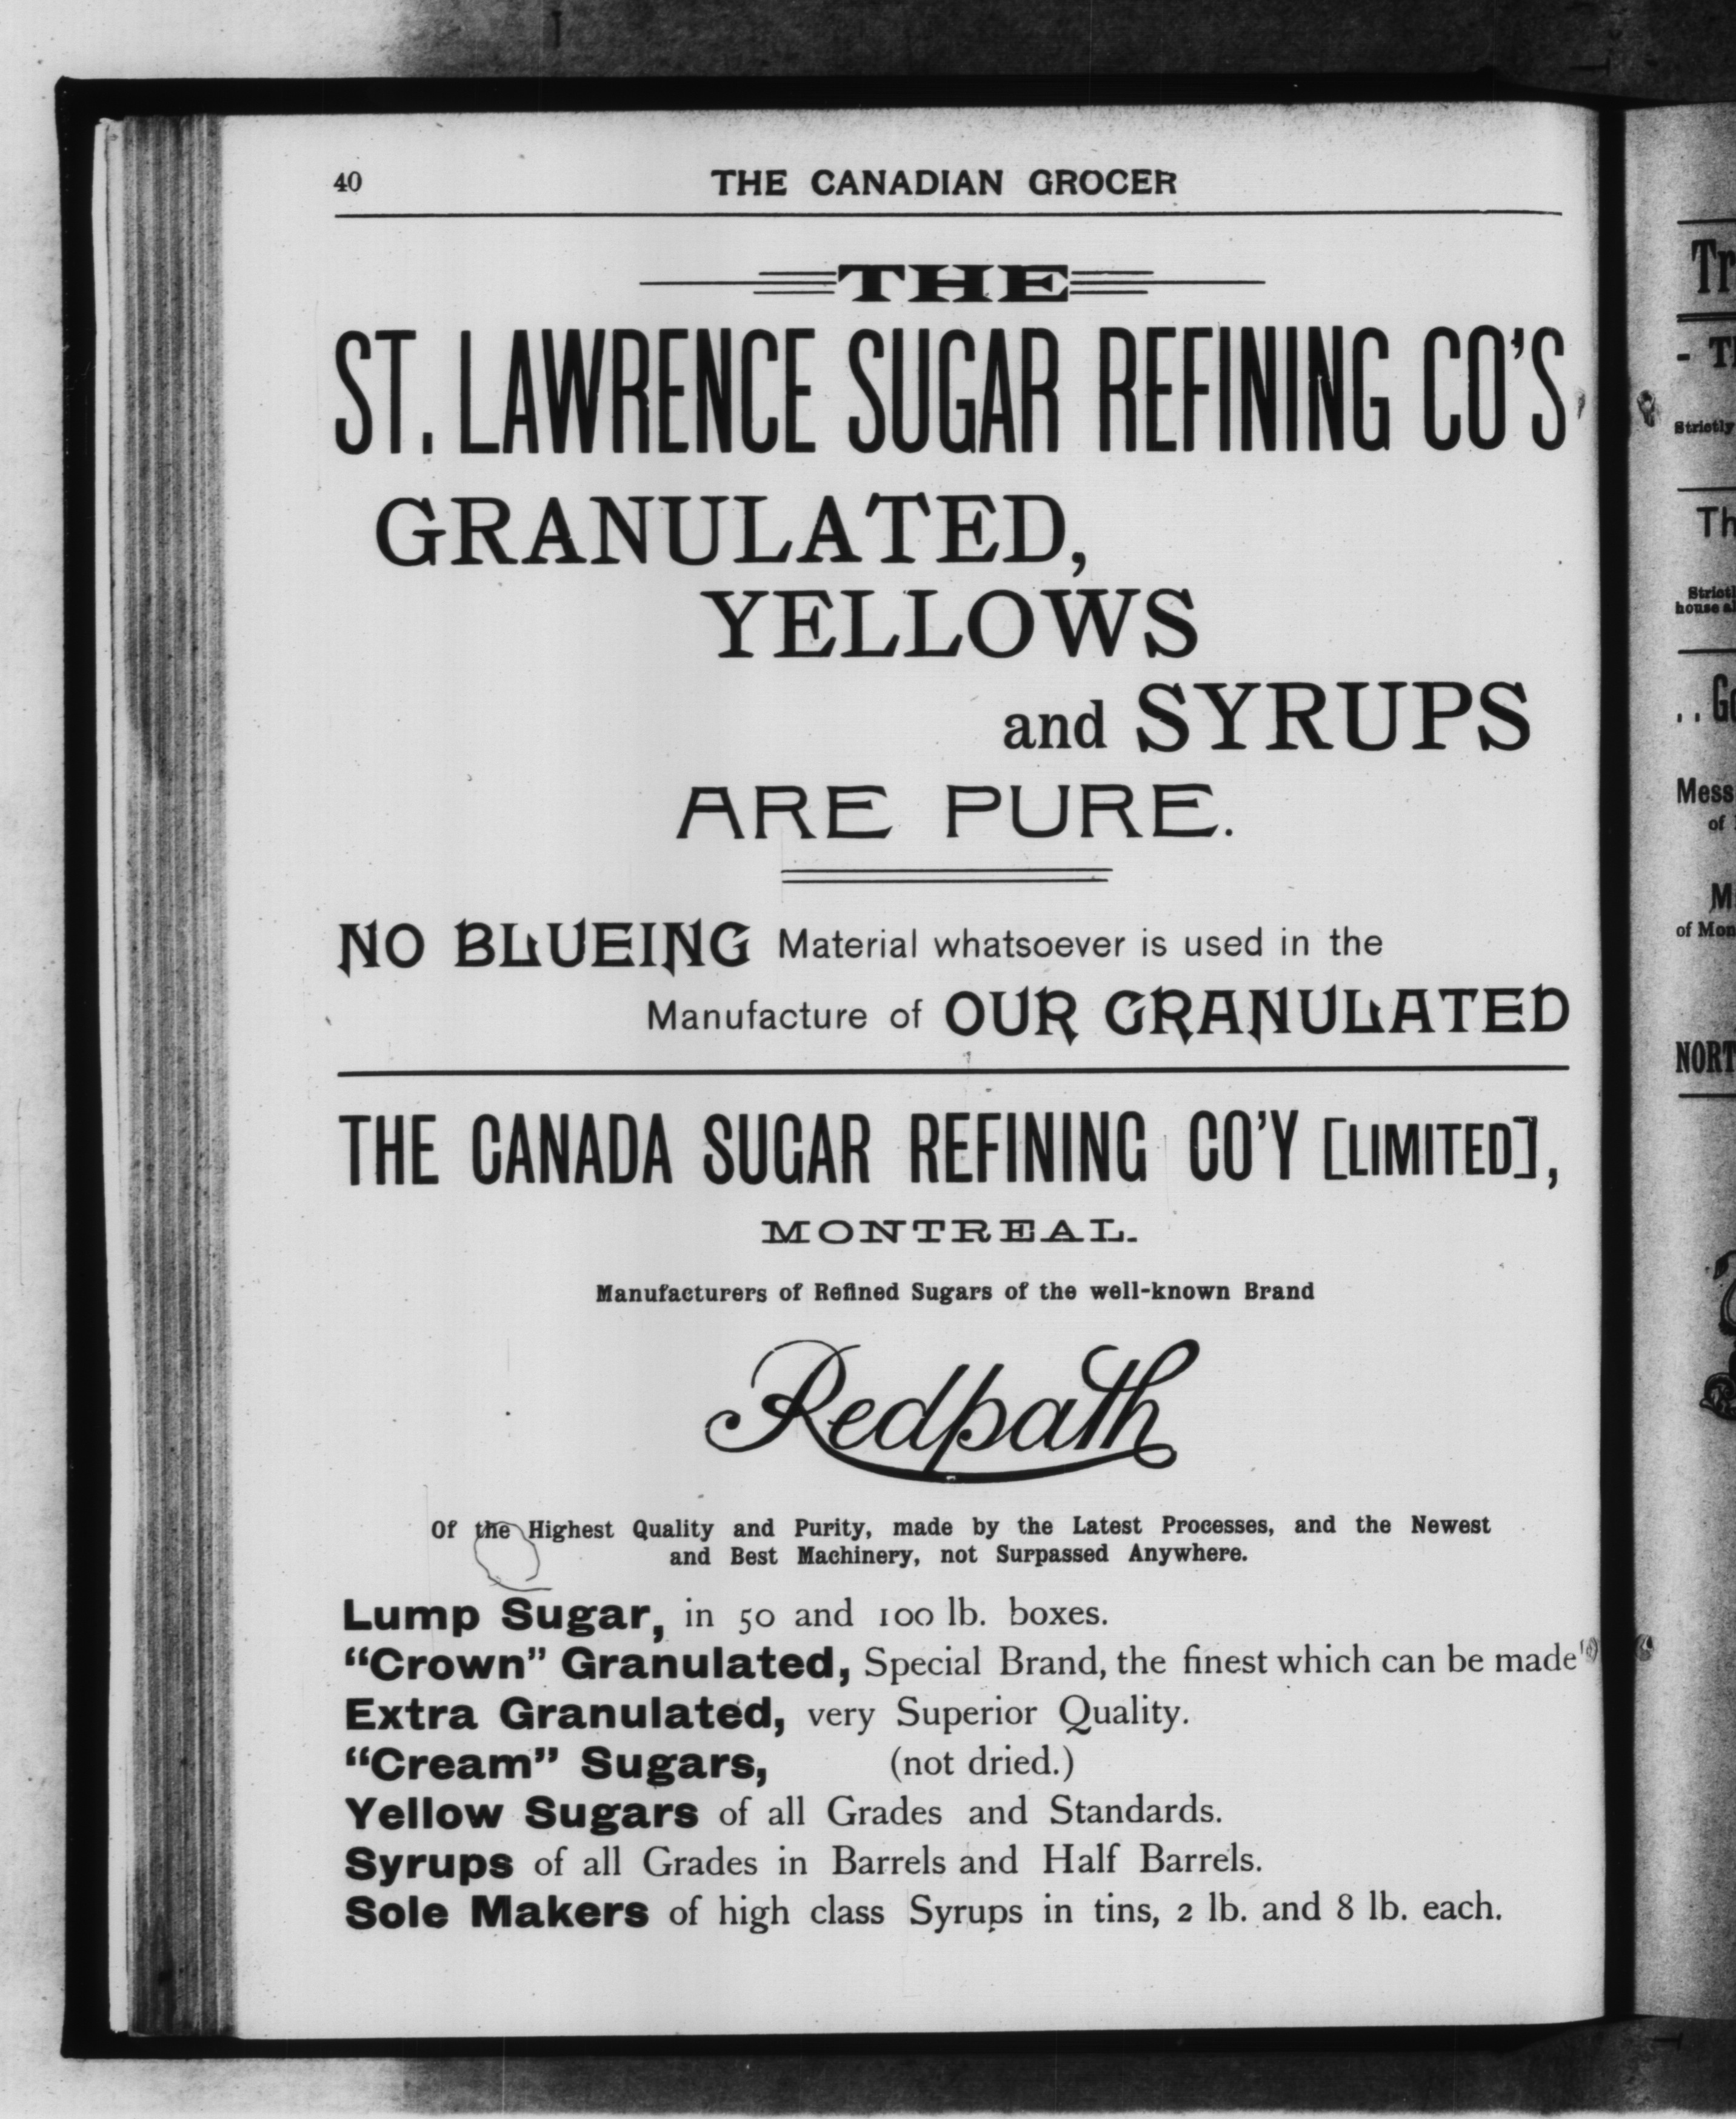 40
THE CANADIAN GROCER
THE
ST. LAWRENCE SUGAR REFINING CO'S
GRANULATED,
YELLOWS
and SYRUPS
ARE PURE.
NO BLUEING Material whatsoever is used in the
Manufacture of OUR GRANULATED
THE CANADA SUGAR REFINING CO'Y [LIMITED],
MONTREAL.
Manufacturers of Refined Sugars of the well-known Brand
Redpath
Of the Highest Quality and Purity, made by the Latest Processes, and the Newest
and Best Machinery, not Surpassed Anywhere.
Lump Sugar, in 50 and 100 lb. boxes.
"Crown" Granulated, Special Brand, the finest which can be made
Extra Granulated, very Superior Quality.
"Cream" Sugars, (not dried.)
Yellow Sugars of all Grades and Standards.
Syrups of all Grades in Barrels and Half Barrels.
Sole Makers of high class Syrups in tins, 2 lb. and 8 lb. each.
Strictly
of
of Mon